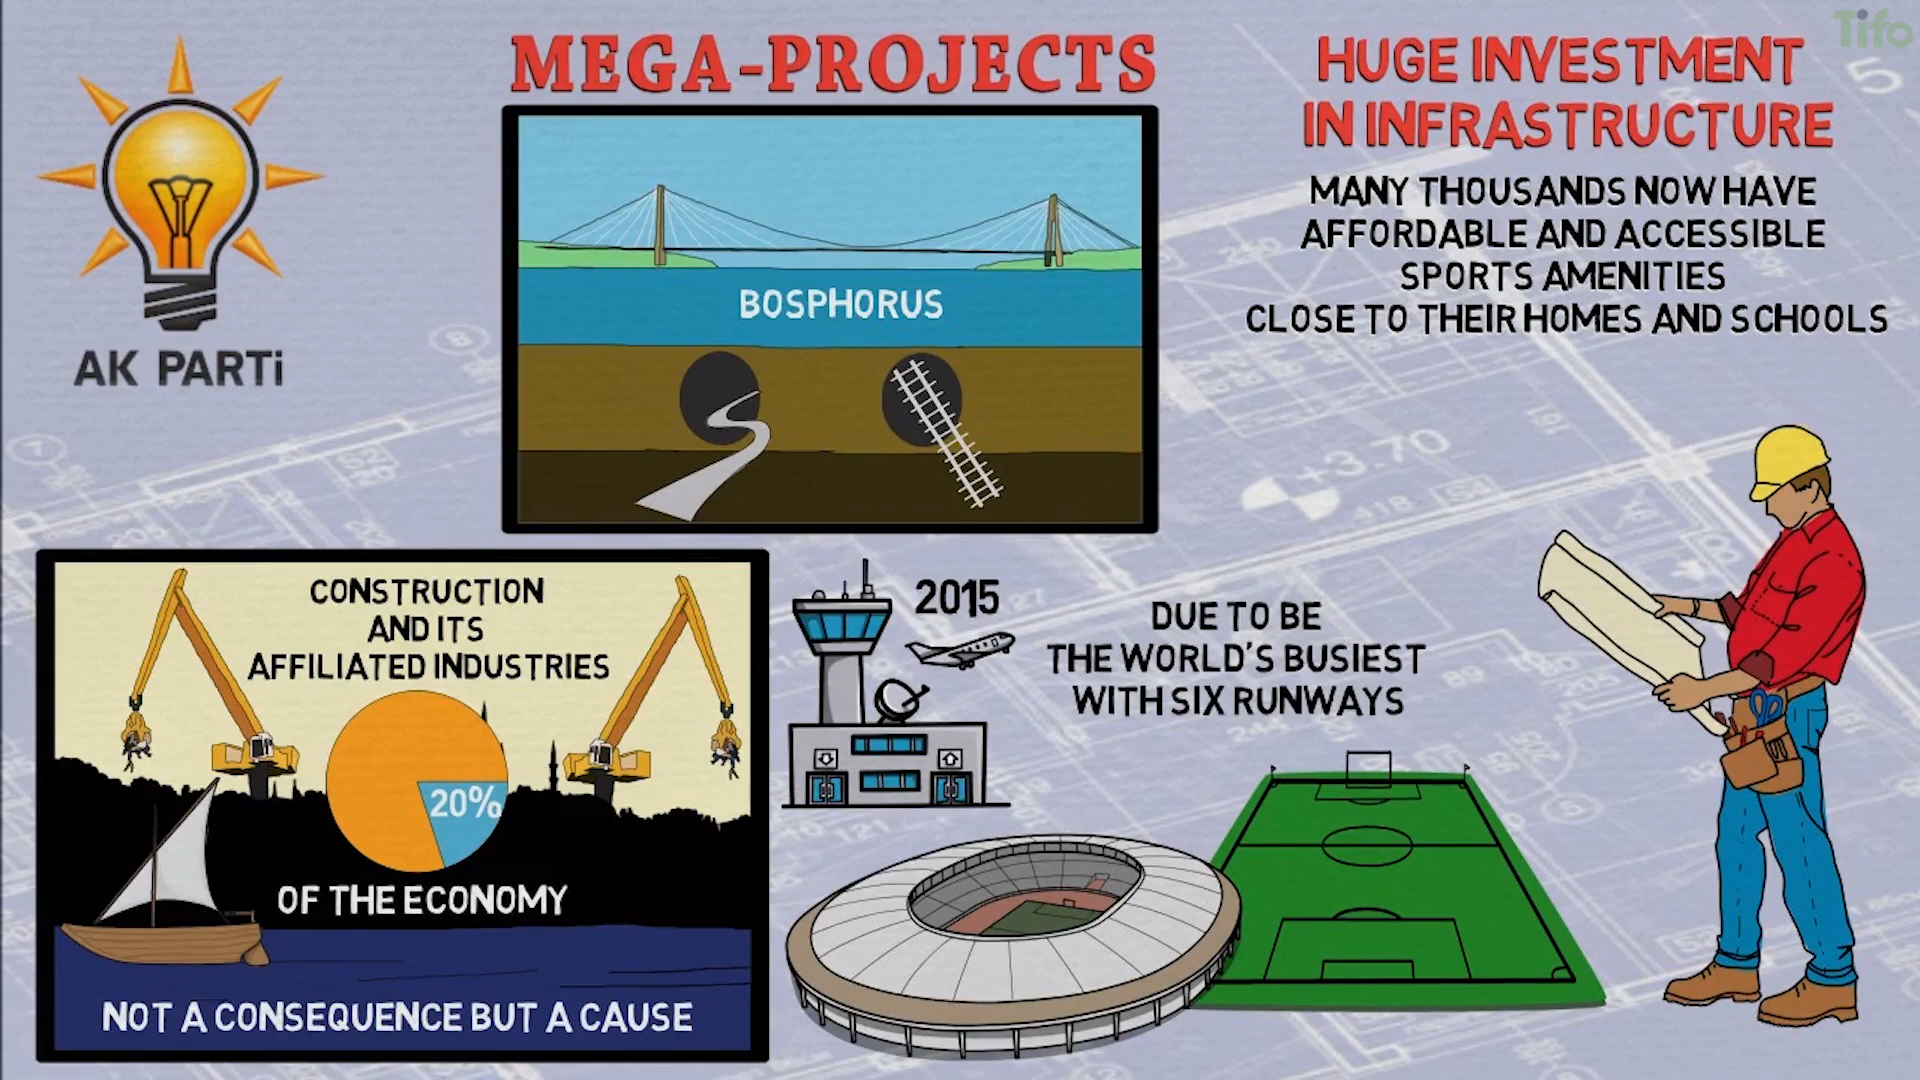 Tifo
MEGA-PROJECTS
HUGE INVESTMENT
IN INFRASTRUCTURE
MANY THOUSANDS NOW HAVE
AFFORDABLE AND ACCESSIBLE
SPORTS AMENITIES
CLOSE TO THEIR HOMES AND SCHOOLS
AK PARTi
BOSPHORUS
CONSTRUCTION
AND ITS
AFFILIATED INDUSTRIES
20%
OF THE ECONOMY
NOT A CONSEQUENCE BUT A CAUSE
2015
DUE TO BE
THE WORLD'S BUSIEST
WITH SIX RUNWAYS
+3.70